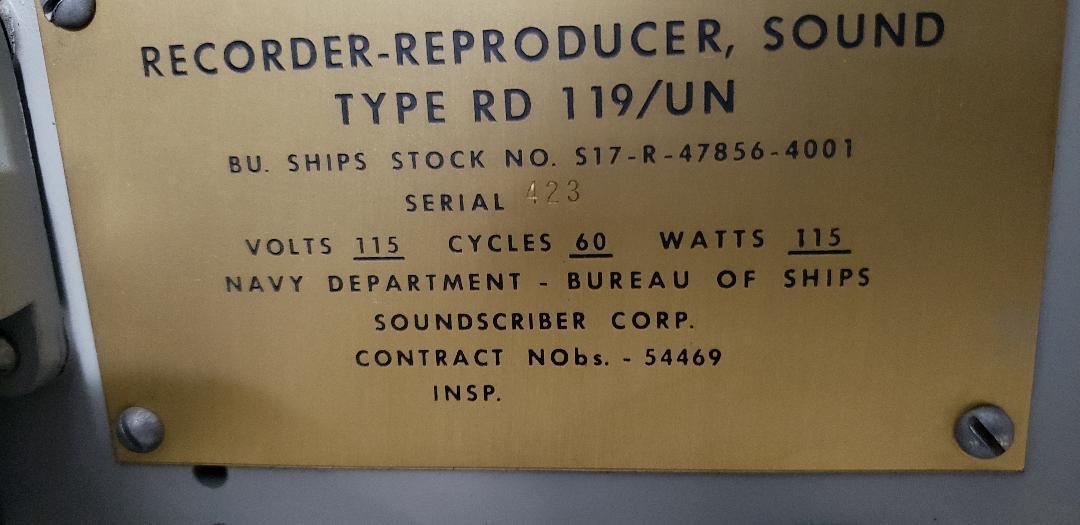 RECORDER-REPRODUCER, SOUND
TYPE RD 119/UN
BU. SHIPS STOCK NO. S17-R-47856-4001
SERIAL 423
VOLTS 115 CYCLES 60 WATTS 115
NAVY DEPARTMENT - BUREAU OF SHIPS
SOUNDSCRIBER CORP.
CONTRACT NObs. - 54469
INSP.